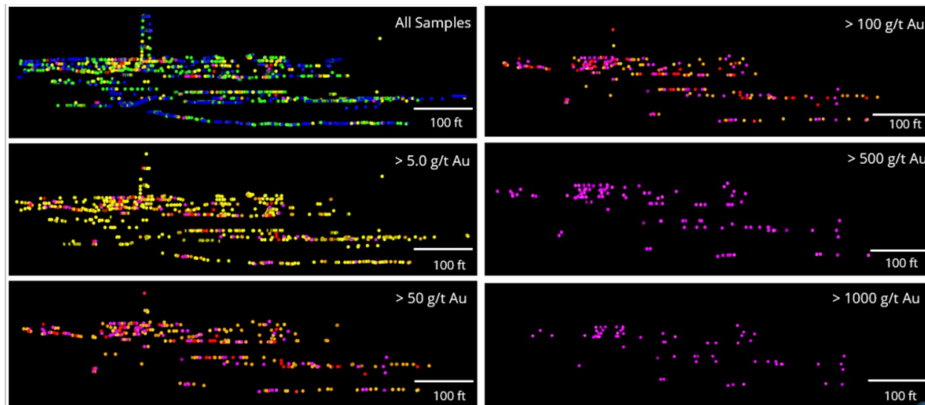 All Samples
100 ft
> 5.0 g/t Au
100 ft
> 50 g/t Au
100 ft
> 100 g/t Au
100 ft
> 500 g/t Au
100 ft
> 1000 g/t Au
100 ft